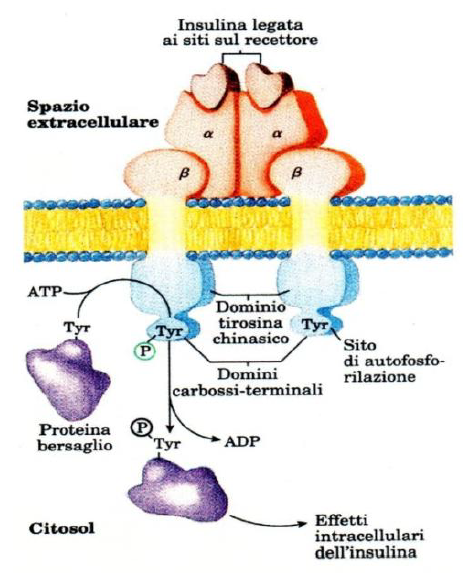 Insulina legata
ai siti sul recettore
Spazio
extracellulare
α
α
β
β
ATP
Tyr
Dominio
tirosina
chinasico
Tyr
P
Tyr
Sito
di autofosfo-
rilazione
Domini
carbossi-terminali
Proteina
bersaglio
P
Tyr
ADP
Citosol
Effetti
intracellulari
dell'insulina